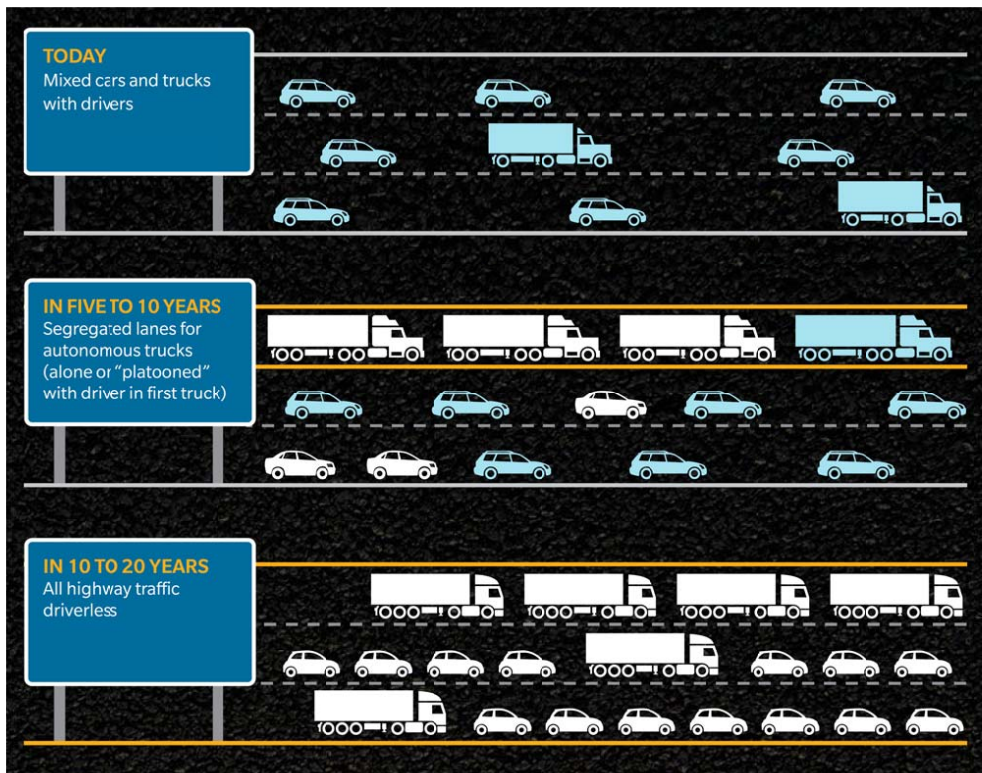 TODAY
Mixed cars and trucks
with drivers
IN FIVE TO 10 YEARS
Segregated lanes for
autonomous trucks
(alone or “platooned”
with driver in first truck)
IN 10 TO 20 YEARS
All highway traffic
driverless